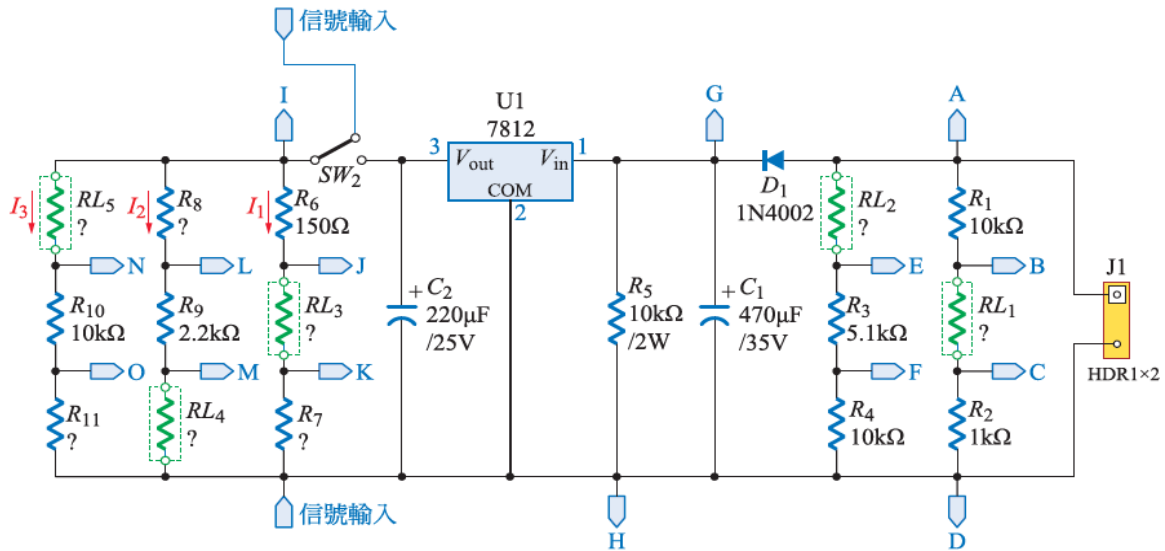 信號輸入
I
G
A
U1
7812
3
V out
V in
1
COM
2
SW2
D1
1N4002
I3
RL5
?
I2
R8
?
I1
R6
150Ω
RL2
?
R1
10kΩ
N
L
J
E
B
J1
R10
10kΩ
R9
2.2kΩ
RL3
?
+ C2
220μF
/25V
R5
10kΩ
/2W
+ C1
470μF
/35V
R3
5.1kΩ
RL1
?
HDR1×2
O
M
K
F
C
R11
?
RL4
?
R7
?
R4
10kΩ
R2
1kΩ
信號輸入
H
D